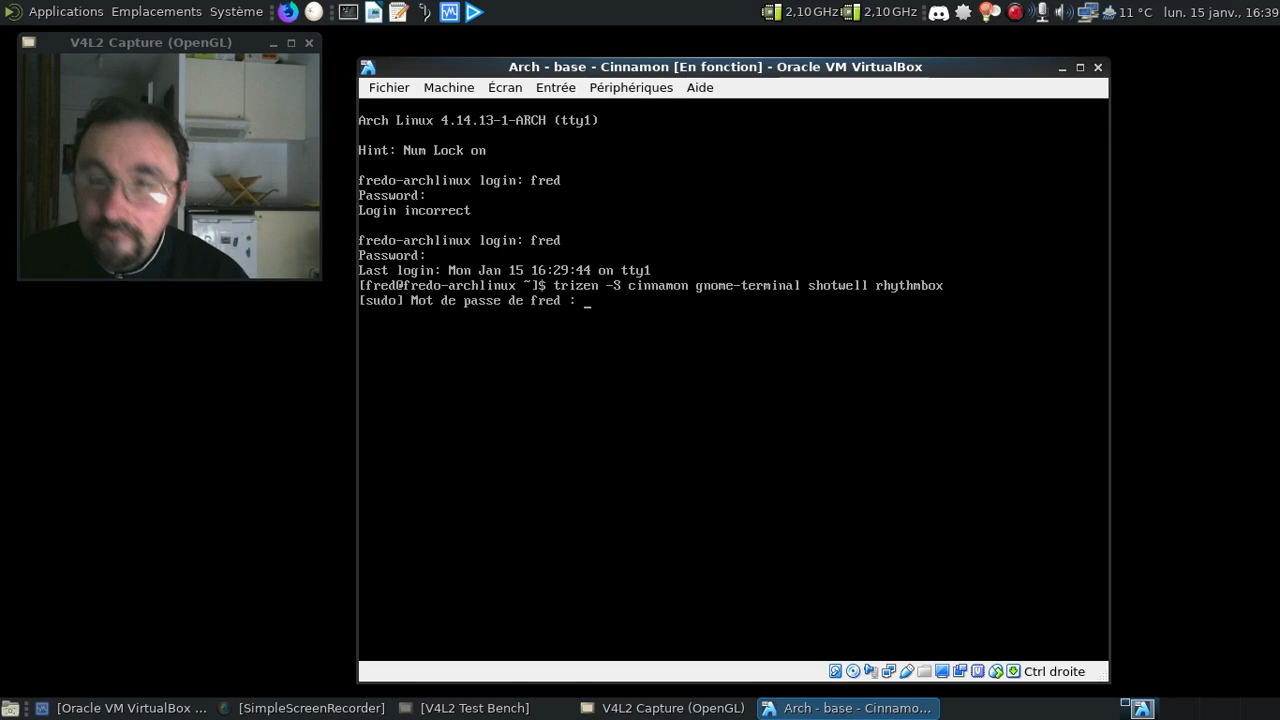 Applications Emplacements Système
2,10 GHz 2,10 GHz 11 °C lun. 15 janv., 16:39
V4L2 Capture (OpenGL)
Arch - base - Cinnamon [En fonction] - Oracle VM VirtualBox
Fichier Machine Écran Entrée Périphériques Aide
Arch Linux 4.14.13-1-ARCH (tty1)
Hint: Num Lock on
fredo-archlinux login: fred
Password:
Login incorrect
fredo-archlinux login: fred
Password:
Last login: Mon Jan 15 16:29:44 on tty1
[fred@fredo-archlinux ~]$ trizen -S cinnamon gnome-terminal shotwell rhythmbox
[sudo] Mot de passe de fred : _
Ctrl droite
[Oracle VM VirtualBox ... [SimpleScreenRecorder] [V4L2 Test Bench] V4L2 Capture (OpenGL) Arch - base - Cinnamo...